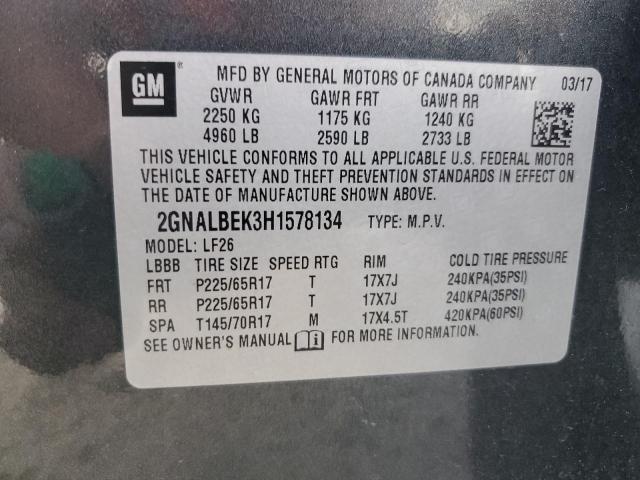 GM ® MFD BY GENERAL MOTORS OF CANADA COMPANY 03/17
GVWR GAWR FRT GAWR RR
2250 KG 1175 KG 1240 KG
4960 LB 2590 LB 2733 LB
THIS VEHICLE CONFORMS TO ALL APPLICABLE U.S. FEDERAL MOTOR
VEHICLE SAFETY AND THEFT PREVENTION STANDARDS IN EFFECT ON
THE DATE OF MANUFACTURE SHOWN ABOVE.
2GNALBEK3H1578134 TYPE: M.P.V.
MODEL: LF26
LBBB TIRE SIZE SPEED RTG RIM COLD TIRE PRESSURE
FRT P225/65R17 T 17X7J 240KPA(35PSI)
RR P225/65R17 T 17X7J 240KPA(35PSI)
SPA T145/70R17 M 17X4.5T 420KPA(60PSI)
SEE OWNER'S MANUAL FOR MORE INFORMATION.